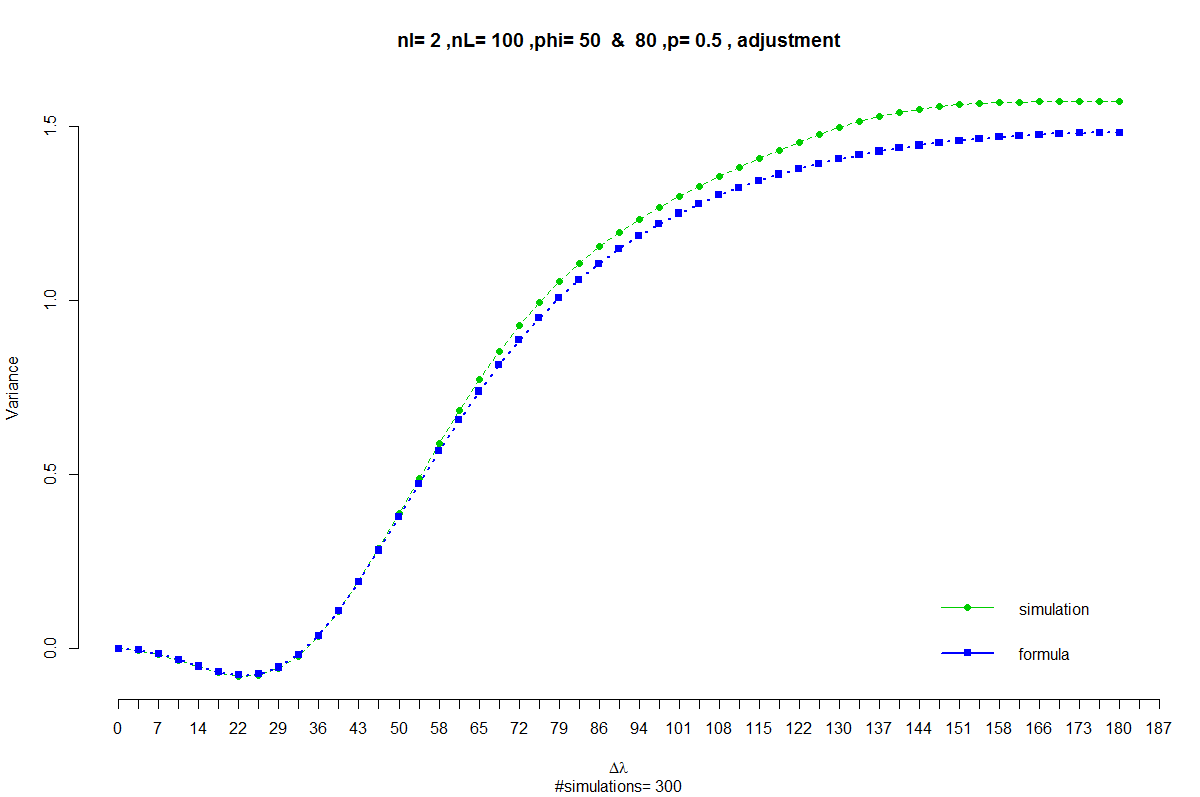 nl= 2 ,nL= 100 ,phi= 50 & 80 ,p= 0.5 , adjustment
Variance
1.5
1.0
0.5
0.0
simulation
formula
0 7 14 22 29 36 43 50 58 65 72 79 86 94 101 108 115 122 130 137 144 151 158 166 173 180 187
Δλ
#simulations= 300